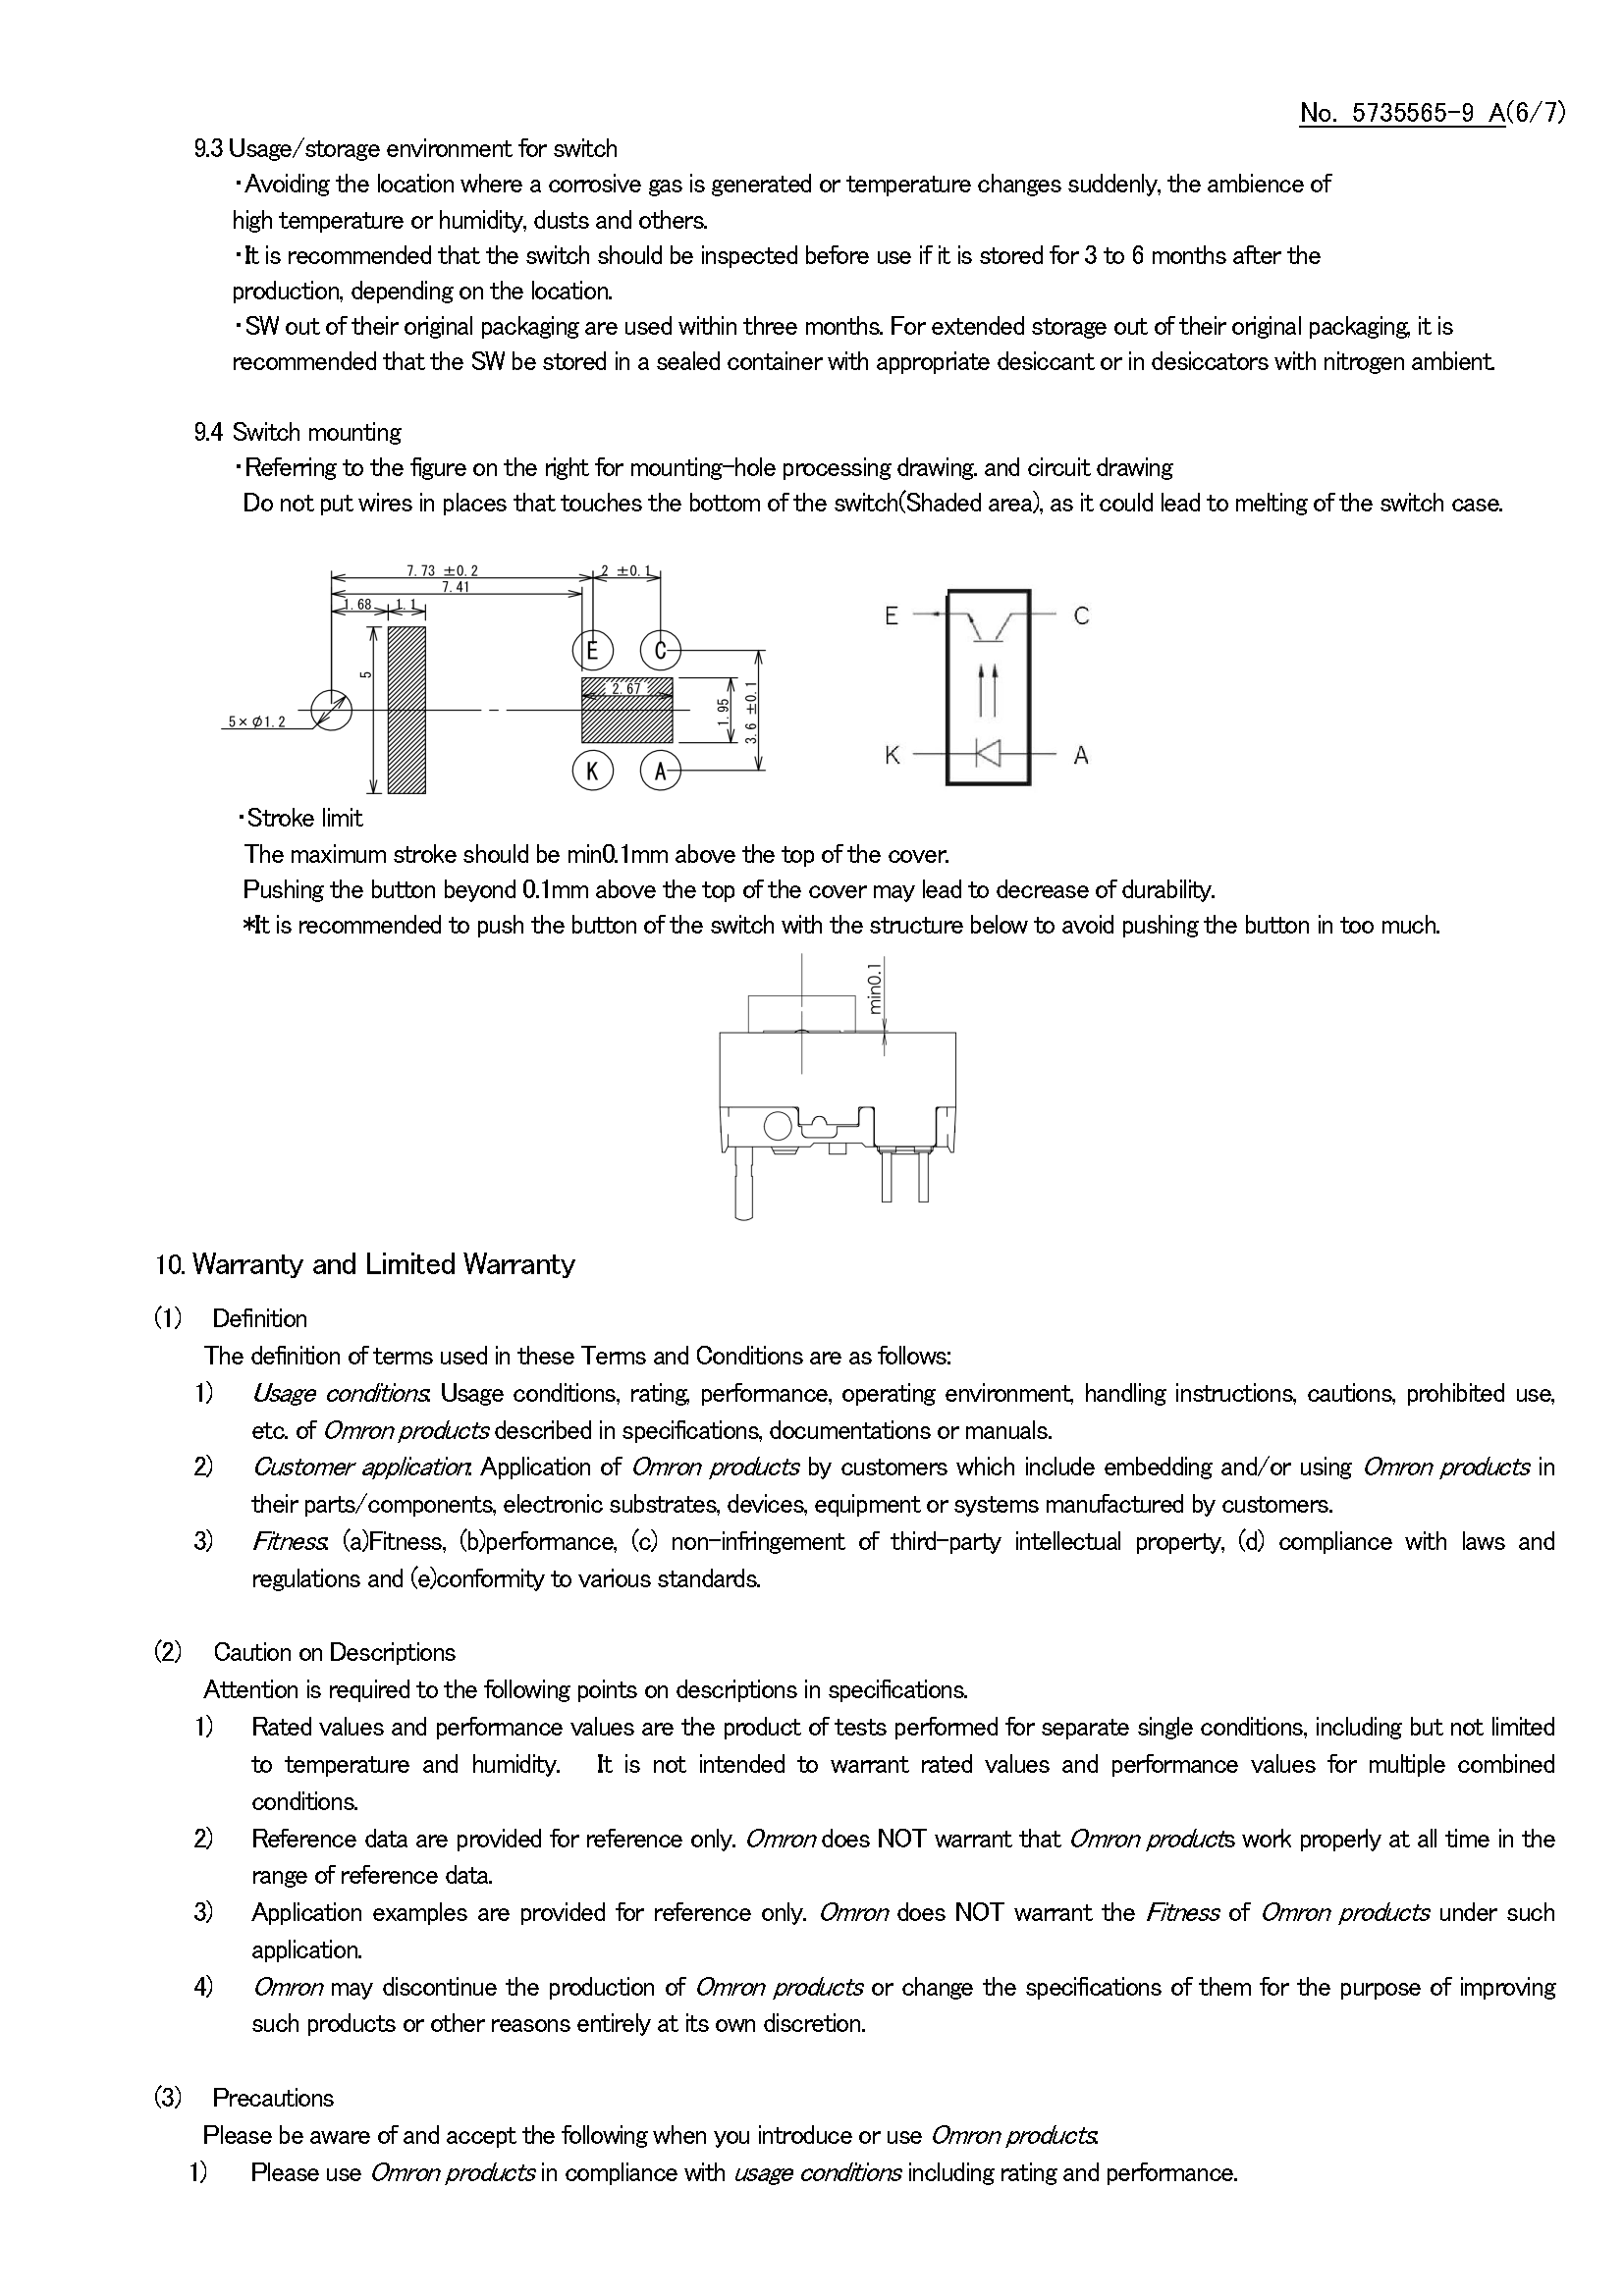 No. 5735565-9 A(6/7)
9.3 Usage/storage environment for switch
・Avoiding the location where a corrosive gas is generated or temperature changes suddenly, the ambience of
high temperature or humidity, dusts and others.
・It is recommended that the switch should be inspected before use if it is stored for 3 to 6 months after the
production, depending on the location.
・SW out of their original packaging are used within three months. For extended storage out of their original packaging, it is
recommended that the SW be stored in a sealed container with appropriate desiccant or in desiccators with nitrogen ambient.
9.4 Switch mounting
・Referring to the figure on the right for mounting-hole processing drawing. and circuit drawing
Do not put wires in places that touches the bottom of the switch(Shaded area), as it could lead to melting of the switch case.
7.73 ±0.2
2 ±0.1
7.41
1.68
1.1
E
C
5
2.67
1.95
3.6 ±0.1
5×Ø1.2
K
A
E
C
K
A
・Stroke limit
The maximum stroke should be min0.1mm above the top of the cover.
Pushing the button beyond 0.1mm above the top of the cover may lead to decrease of durability.
*It is recommended to push the button of the switch with the structure below to avoid pushing the button in too much.
min0.1
10. Warranty and Limited Warranty
(1) Definition
The definition of terms used in these Terms and Conditions are as follows:
1) Usage conditions: Usage conditions, rating, performance, operating environment, handling instructions, cautions, prohibited use,
etc. of Omron products described in specifications, documentations or manuals.
2) Customer application: Application of Omron products by customers which include embedding and/or using Omron products in
their parts/components, electronic substrates, devices, equipment or systems manufactured by customers.
3) Fitness: (a)Fitness, (b)performance, (c) non-infringement of third-party intellectual property, (d) compliance with laws and
regulations and (e)conformity to various standards.
(2) Caution on Descriptions
Attention is required to the following points on descriptions in specifications.
1) Rated values and performance values are the product of tests performed for separate single conditions, including but not limited
to temperature and humidity. It is not intended to warrant rated values and performance values for multiple combined
conditions.
2) Reference data are provided for reference only. Omron does NOT warrant that Omron products work properly at all time in the
range of reference data.
3) Application examples are provided for reference only. Omron does NOT warrant the Fitness of Omron products under such
application.
4) Omron may discontinue the production of Omron products or change the specifications of them for the purpose of improving
such products or other reasons entirely at its own discretion.
(3) Precautions
Please be aware of and accept the following when you introduce or use Omron products:
1) Please use Omron products in compliance with usage conditions including rating and performance.